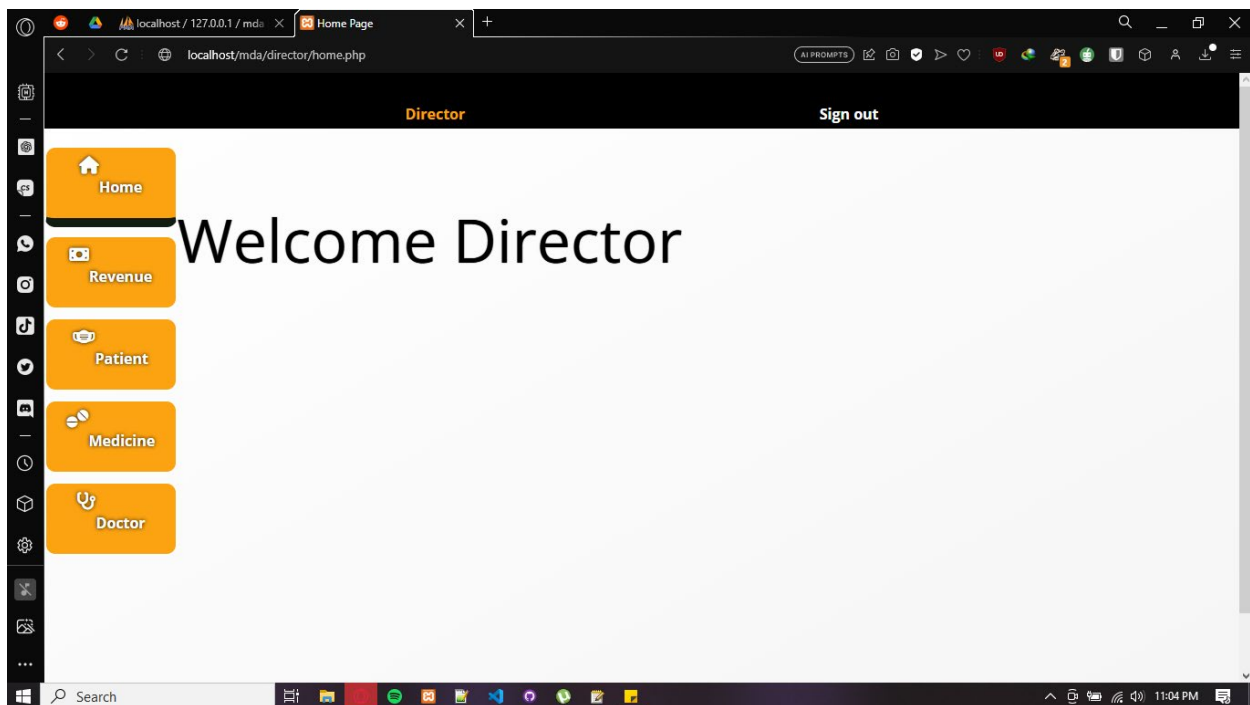 localhost / 127.0.0.1 / mda
Home Page
localhost/mda/director/home.php
AI PROMPTS
2
Director
Sign out
Home
Welcome Director
Revenue
Patient
Medicine
Doctor
Search
11:04 PM